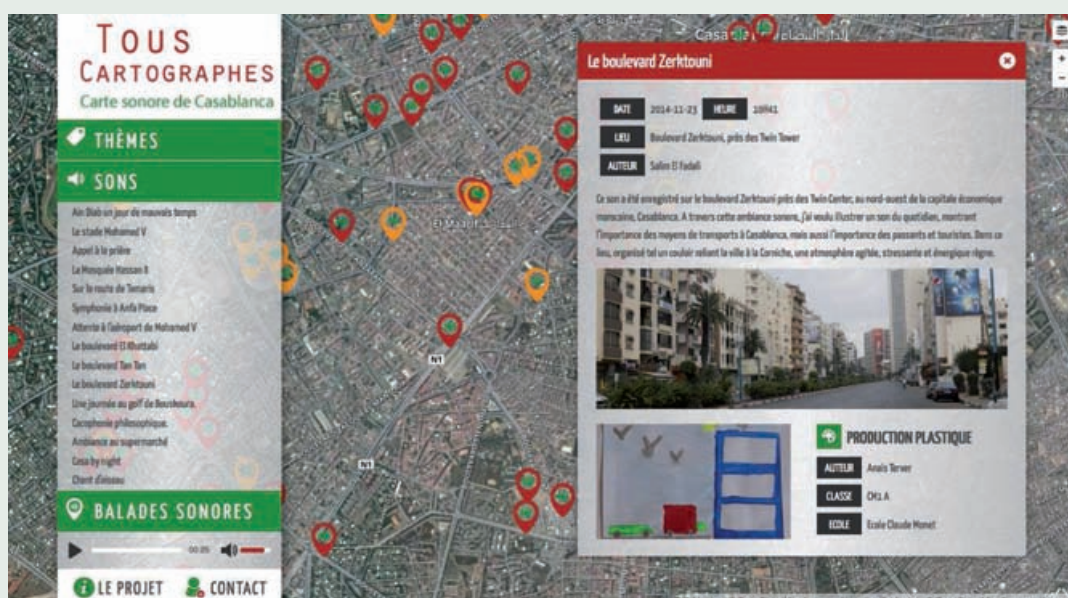 TOUS
CARTOGRAPHES
Carte sonore de Casablanca
THÈMES
SONS
Ain Diab un jour de mauvais temps
Le stade Mohamed V
Appel à la prière
La Mosquée Hassan II
Sur la route de Tamaris
Symphonie à Anfa Place
Attente à l'aéroport de Mohamed V
Le boulevard El Khattabi
Le boulevard Tan Tan
Le boulevard Zerktouni
Une journée au golf de Bouskoura.
Cacophonie philosophique.
Ambiance au supermarché
Casa by night
Chant d'oiseau
BALADES SONORES
00:25
LE PROJET
CONTACT
El Maarif
N1
N1
Le boulevard Zerktouni
DATE 2014-11-23 HEURE 10H41
LIEU Boulevard Zerktouni, près des Twin Tower
AUTEUR Salim El Fadali
Ce son a été enregistré sur le boulevard Zerktouni près des Twin Center, au nord-ouest de la capitale économique
marocaine, Casablanca. A travers cette ambiance sonore, j'ai voulu illustrer un son du quotidien, montrant
l'importance des moyens de transports à Casablanca, mais aussi l'importance des passants et touristes. Dans ce
lieu, organisé tel un couloir reliant la ville à la Corniche, une atmosphère agitée, stressante et énergique règne.
PRODUCTION PLASTIQUE
AUTEUR Anaïs Terver
CLASSE CM1 A
ECOLE Ecole Claude Monet